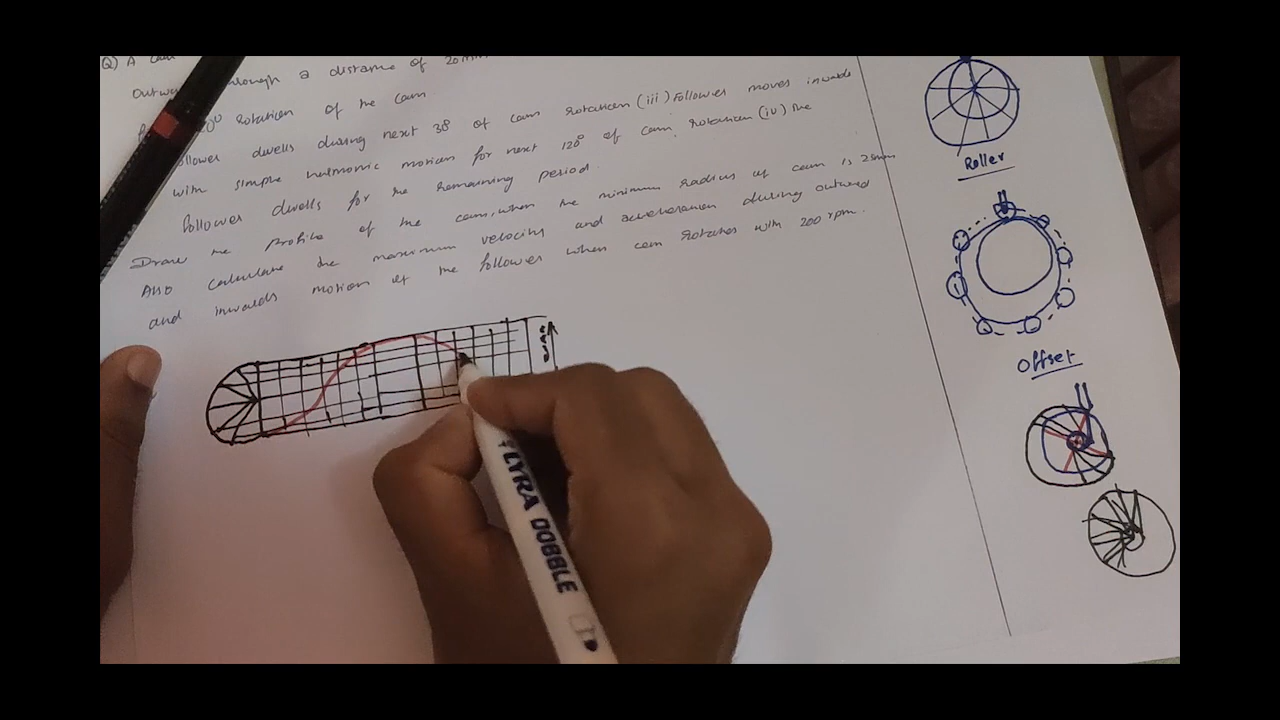 Q) A
a distance of 20mm
rotation of the cam
follower dwells during next 30° of cam rotation (iii) Follower moves inwards
with simple harmonic motion for next 120° of cam rotation (iv) The
follower dwells for the remaining period.
Draw the profile of the cam, when the minimum radius of cam is 25mm
Also calculate the maximum velocity and acceleration during outward
and inwards motion of the follower when cam rotates with 200 rpm.
Roller
Offset
LYRA DOBBLE